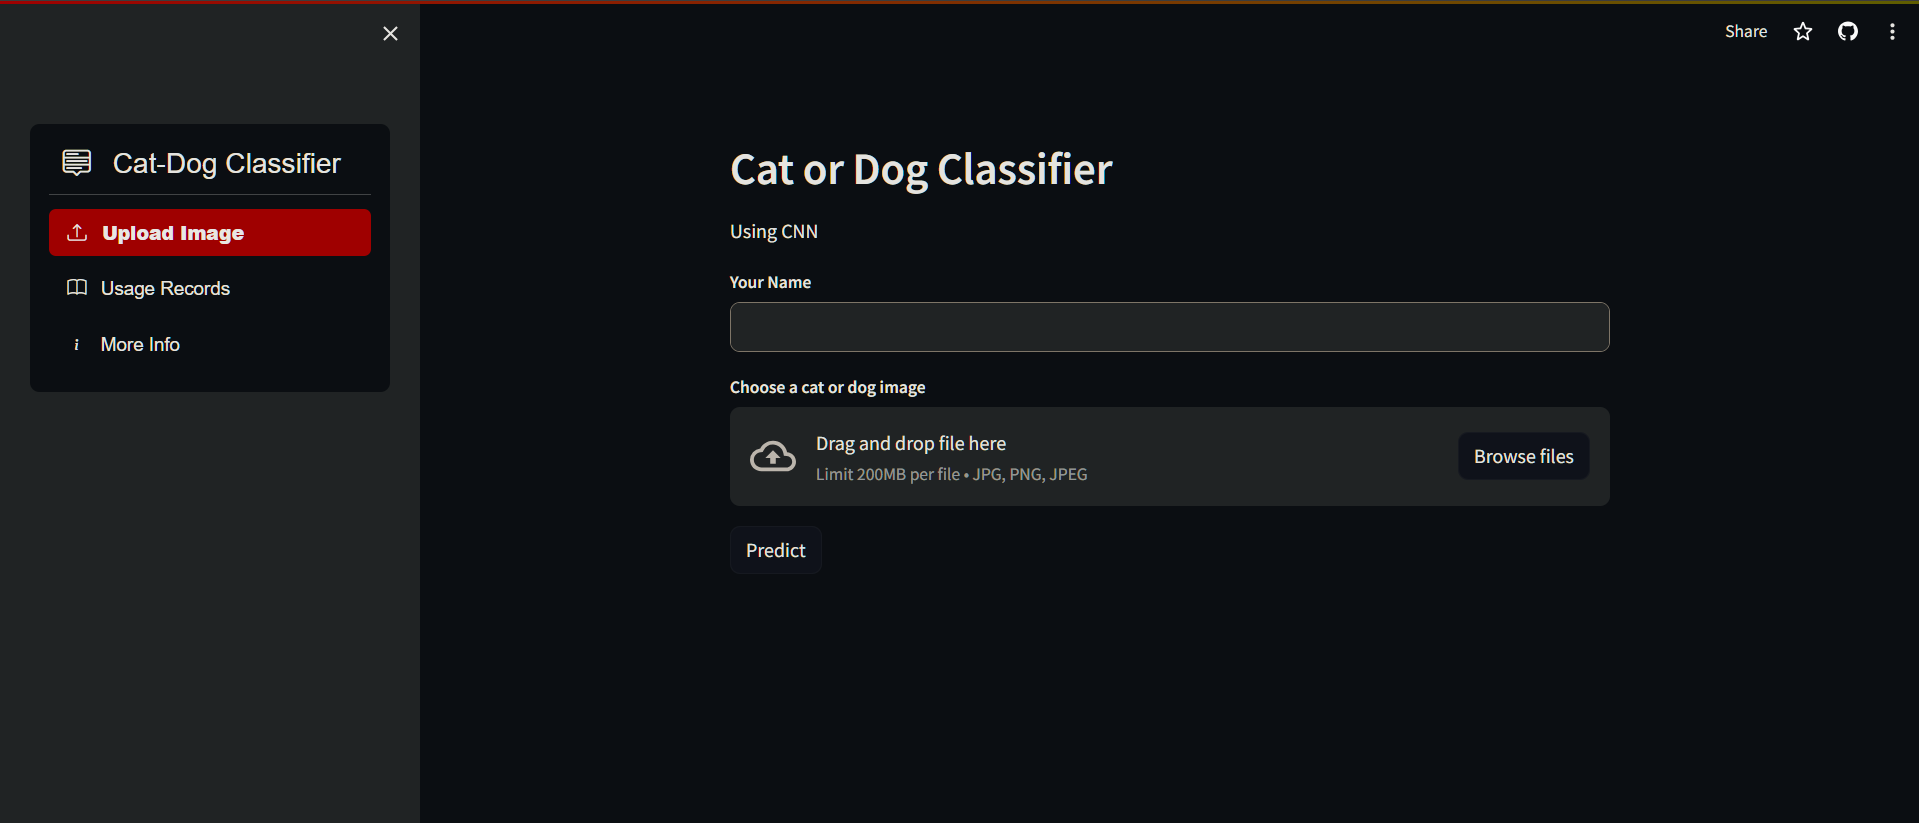 Share
Cat-Dog Classifier
Upload Image
Usage Records
More Info
Cat or Dog Classifier
Using CNN
Your Name
Choose a cat or dog image
Drag and drop file here
Limit 200MB per file • JPG, PNG, JPEG
Browse files
Predict